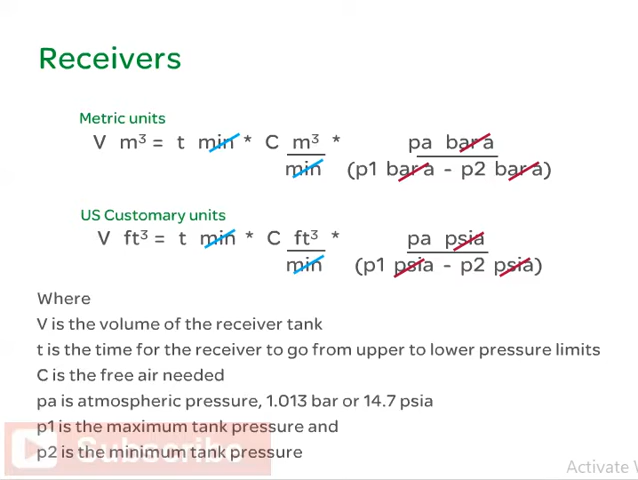 Receivers
Metric units
V m³ = t min * C m³ * pa bar a
min (p1 bar a - p2 bar a)
US Customary units
V ft³ = t min * C ft³ * pa psia
min (p1 psia - p2 psia)
Where
V is the volume of the receiver tank
t is the time for the receiver to go from upper to lower pressure limits
C is the free air needed
pa is atmospheric pressure, 1.013 bar or 14.7 psia
p1 is the maximum tank pressure and
Subscribe
p2 is the minimum tank pressure
Activate